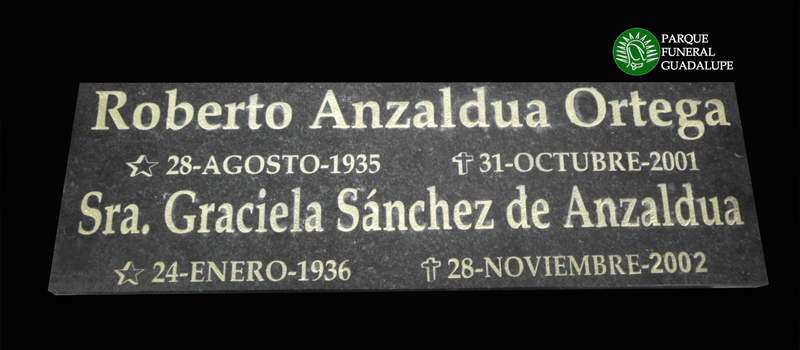 PARQUE
FUNERAL
GUADALUPE
Roberto Anzaldua Ortega
28-AGOSTO-1935 31-OCTUBRE-2001
Sra. Graciela Sánchez de Anzaldua
24-ENERO-1936 28-NOVIEMBRE-2002